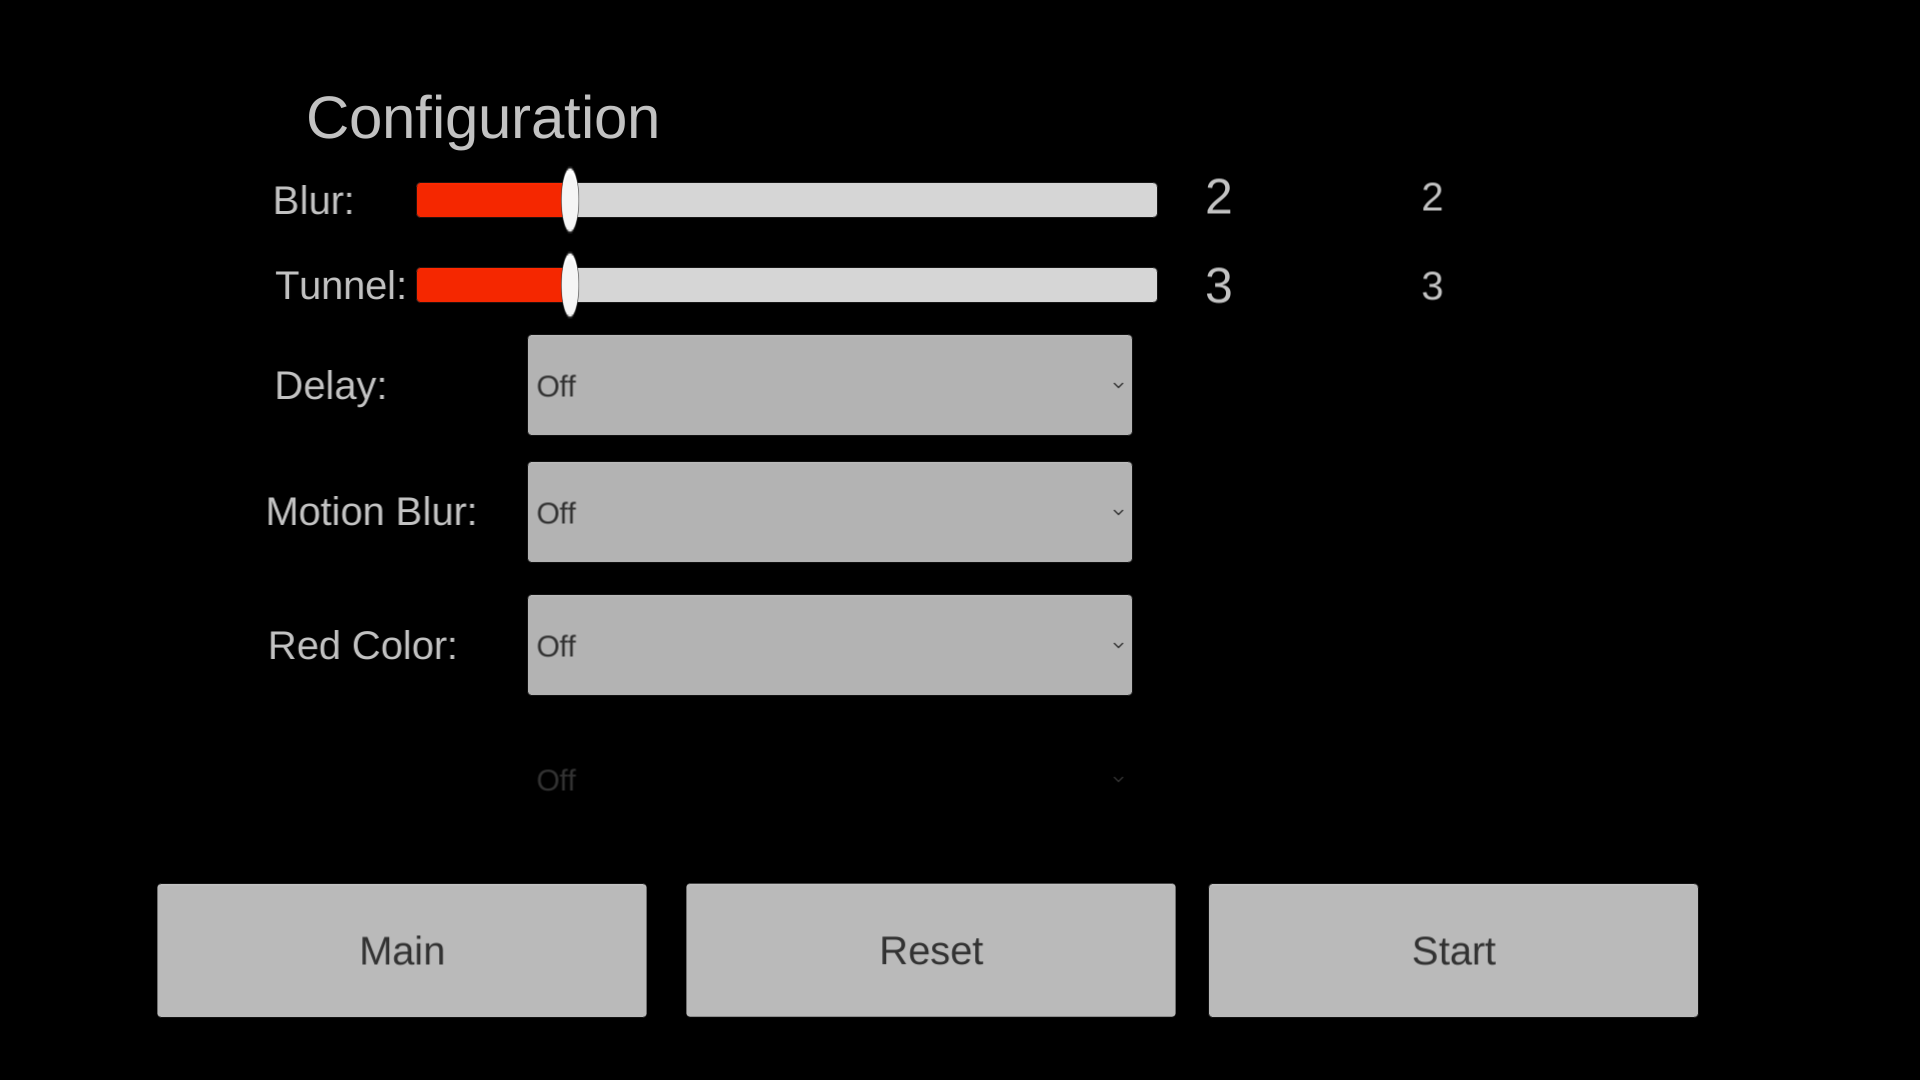 Configuration
Blur: 2 2
Tunnel: 3 3
Delay: Off
Motion Blur: Off
Red Color: Off
Off
Main Reset Start